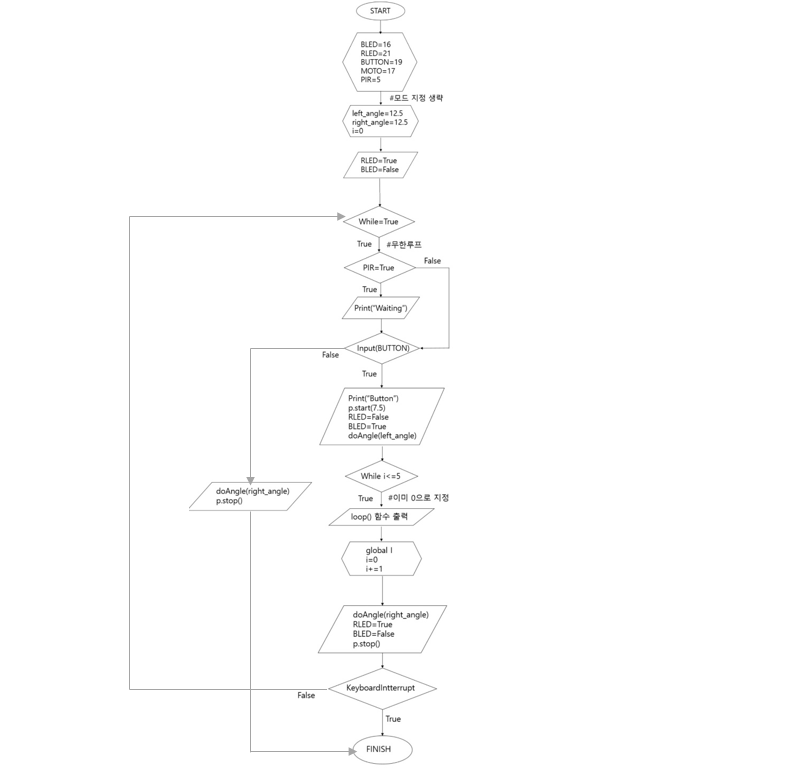 START
BLED=16
RLED=21
BUTTON=19
MOTO=17
PIR=5
#모드 지정 생략
left_angle=12.5
right_angle=12.5
i=0
RLED=True
BLED=False
While=True
True
#무한루프
PIR=True
False
True
Print("Waiting")
Input(BUTTON)
False
True
Print("Button")
p.start(7.5)
RLED=False
BLED=True
doAngle(left_angle)
While i<=5
doAngle(right_angle)
p.stop()
True
#이미 0으로 지정
loop() 함수 출력
global I
i=0
i+=1
doAngle(right_angle)
RLED=True
BLED=False
p.stop()
KeyboardIntterrupt
False
True
FINISH